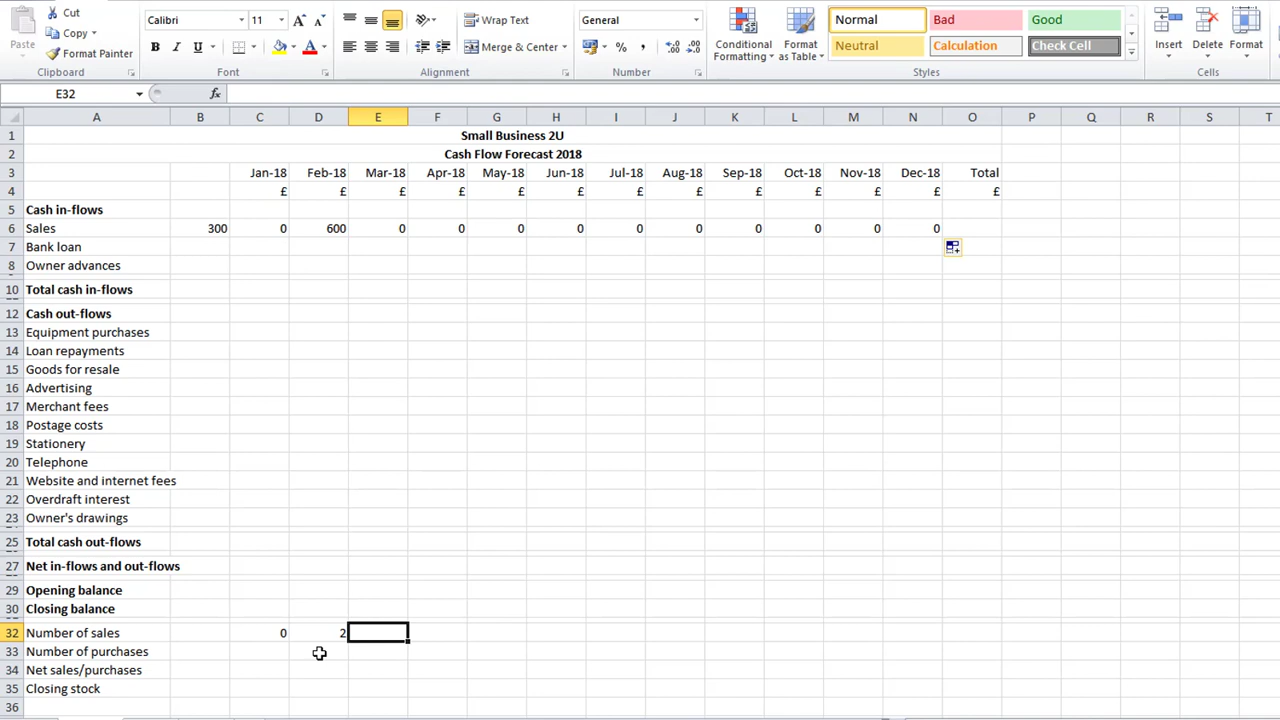 Cut
Copy
Paste
Format Painter
Clipboard
Calibri 11
B I U A
Font
Wrap Text
Merge & Center
Alignment
General
% , .0 .00 .00 .0
Number
Conditional Formatting
Format as Table
Normal Bad Good
Neutral Calculation Check Cell
Styles
Insert Delete Format
Cells
E32 fx
A B C D E F G H I J K L M N O P Q R S T
1 Small Business 2U
2 Cash Flow Forecast 2018
3 Jan-18 Feb-18 Mar-18 Apr-18 May-18 Jun-18 Jul-18 Aug-18 Sep-18 Oct-18 Nov-18 Dec-18 Total
4 £ £ £ £ £ £ £ £ £ £ £ £ £
5 Cash in-flows
6 Sales 300 0 600 0 0 0 0 0 0 0 0 0 0
7 Bank loan
8 Owner advances
10 Total cash in-flows
12 Cash out-flows
13 Equipment purchases
14 Loan repayments
15 Goods for resale
16 Advertising
17 Merchant fees
18 Postage costs
19 Stationery
20 Telephone
21 Website and internet fees
22 Overdraft interest
23 Owner's drawings
25 Total cash out-flows
27 Net in-flows and out-flows
29 Opening balance
30 Closing balance
32 Number of sales 0 2
33 Number of purchases
34 Net sales/purchases
35 Closing stock
36